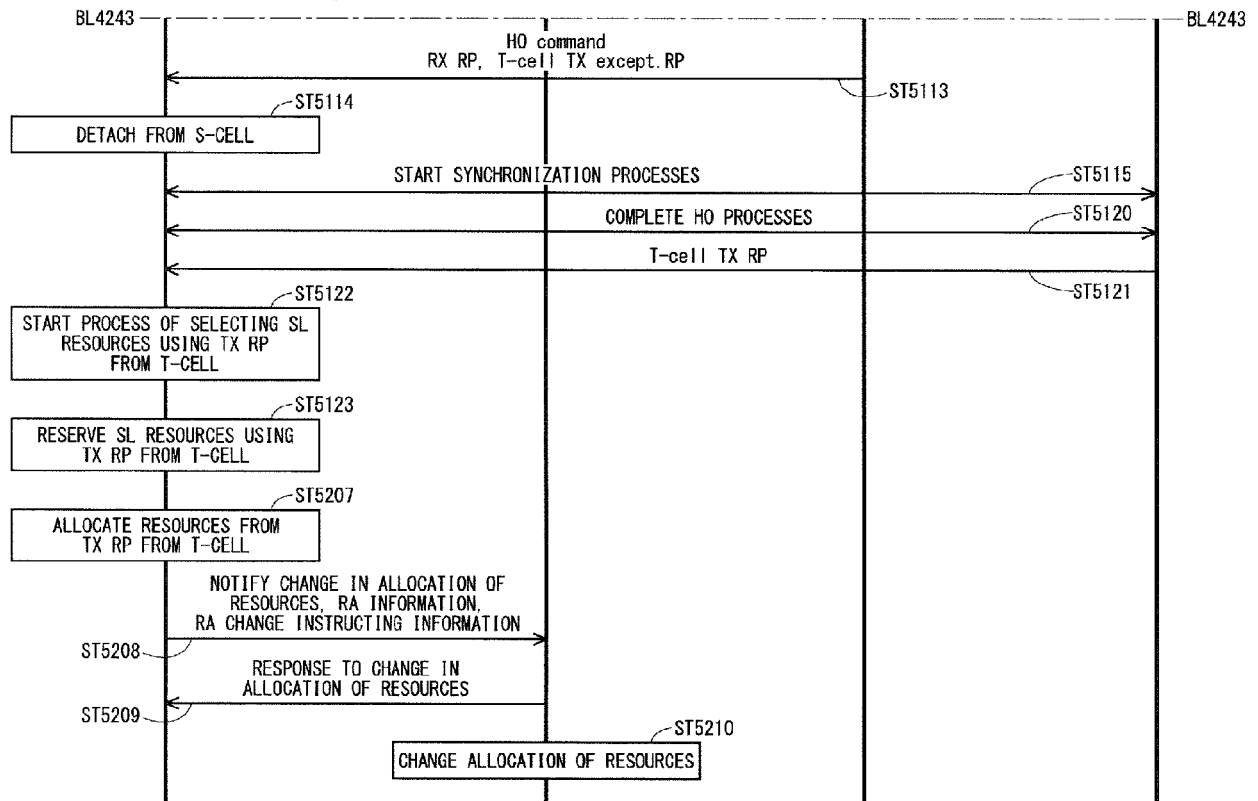 BL4243
BL4243
HO command
RX RP, T-cell TX except.RP
ST5113
ST5114
DETACH FROM S-CELL
START SYNCHRONIZATION PROCESSES
ST5115
COMPLETE HO PROCESSES
ST5120
T-cell TX RP
ST5121
ST5122
START PROCESS OF SELECTING SL
RESOURCES USING TX RP
FROM T-CELL
ST5123
RESERVE SL RESOURCES USING
TX RP FROM T-CELL
ST5207
ALLOCATE RESOURCES FROM
TX RP FROM T-CELL
NOTIFY CHANGE IN ALLOCATION OF
RESOURCES, RA INFORMATION,
RA CHANGE INSTRUCTING INFORMATION
ST5208
RESPONSE TO CHANGE IN
ALLOCATION OF RESOURCES
ST5209
ST5210
CHANGE ALLOCATION OF RESOURCES